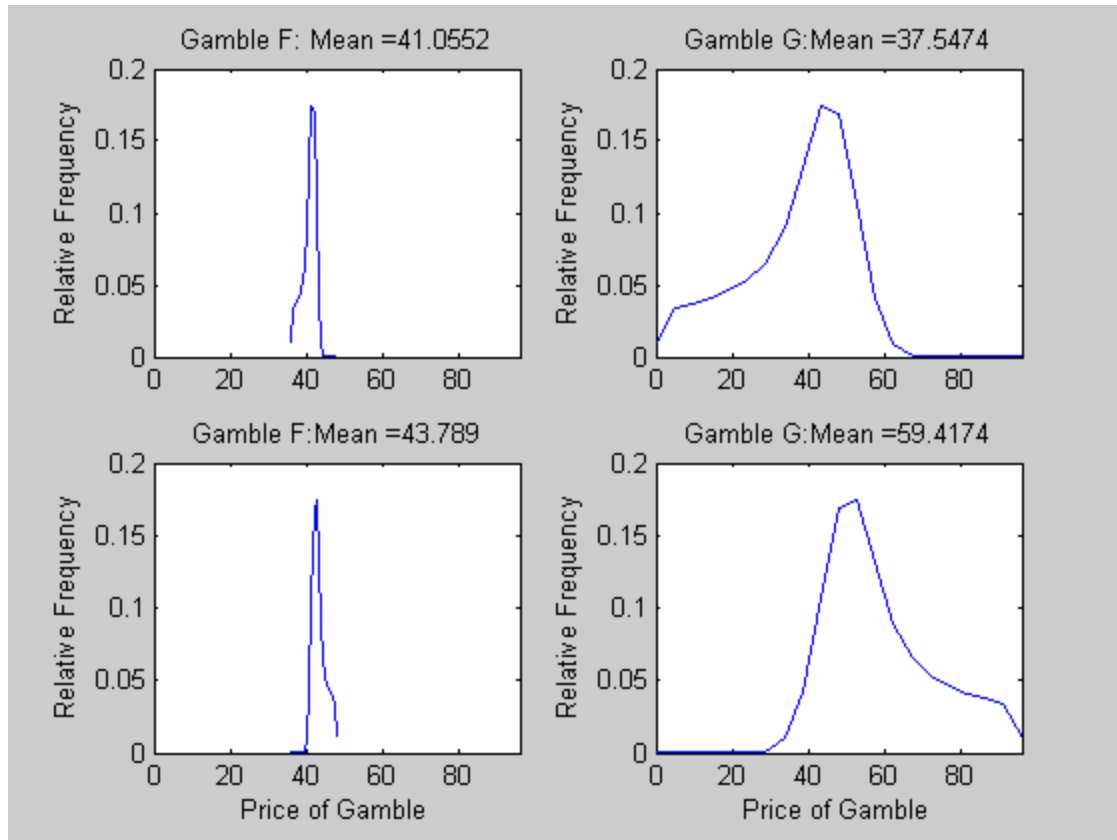 Gamble F: Mean =41.0552
Relative Frequency
0.2
0.15
0.1
0.05
0
0 20 40 60 80
Gamble G:Mean =37.5474
Relative Frequency
0.2
0.15
0.1
0.05
0
0 20 40 60 80
Gamble F:Mean =43.789
Relative Frequency
0.2
0.15
0.1
0.05
0
0 20 40 60 80
Price of Gamble
Gamble G:Mean =59.4174
Relative Frequency
0.2
0.15
0.1
0.05
0
0 20 40 60 80
Price of Gamble